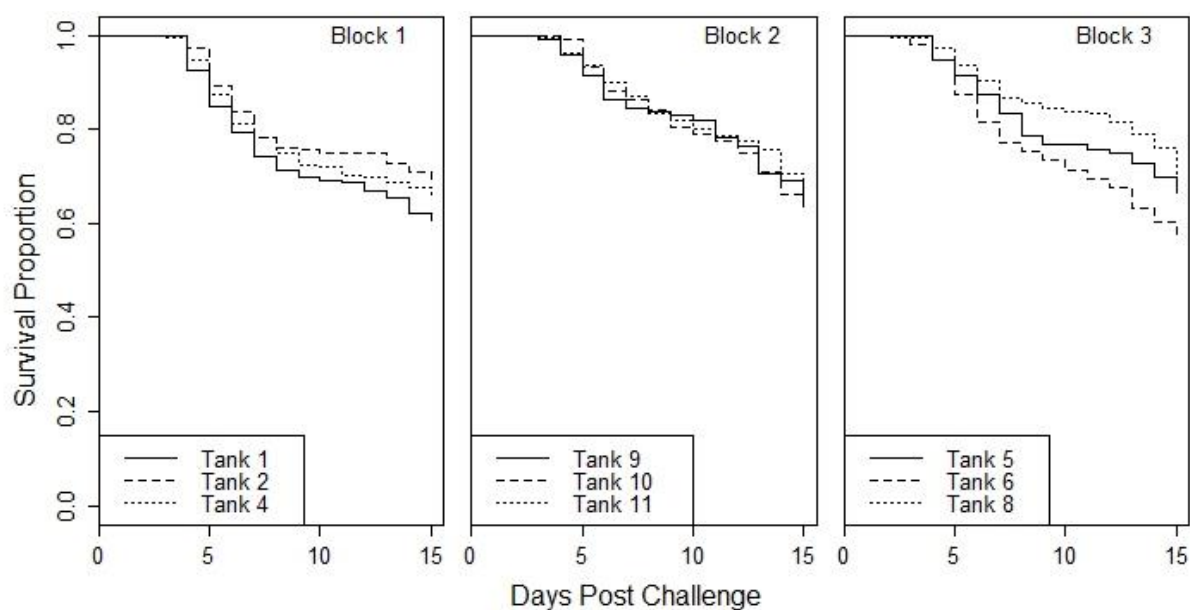 Block 1
Block 2
Block 3
Survival Proportion
1.0
0.8
0.6
0.4
0.2
0.0
Tank 1
Tank 2
Tank 4
Tank 9
Tank 10
Tank 11
Tank 5
Tank 6
Tank 8
0 5 10 15 0 5 10 15 0 5 10 15
Days Post Challenge